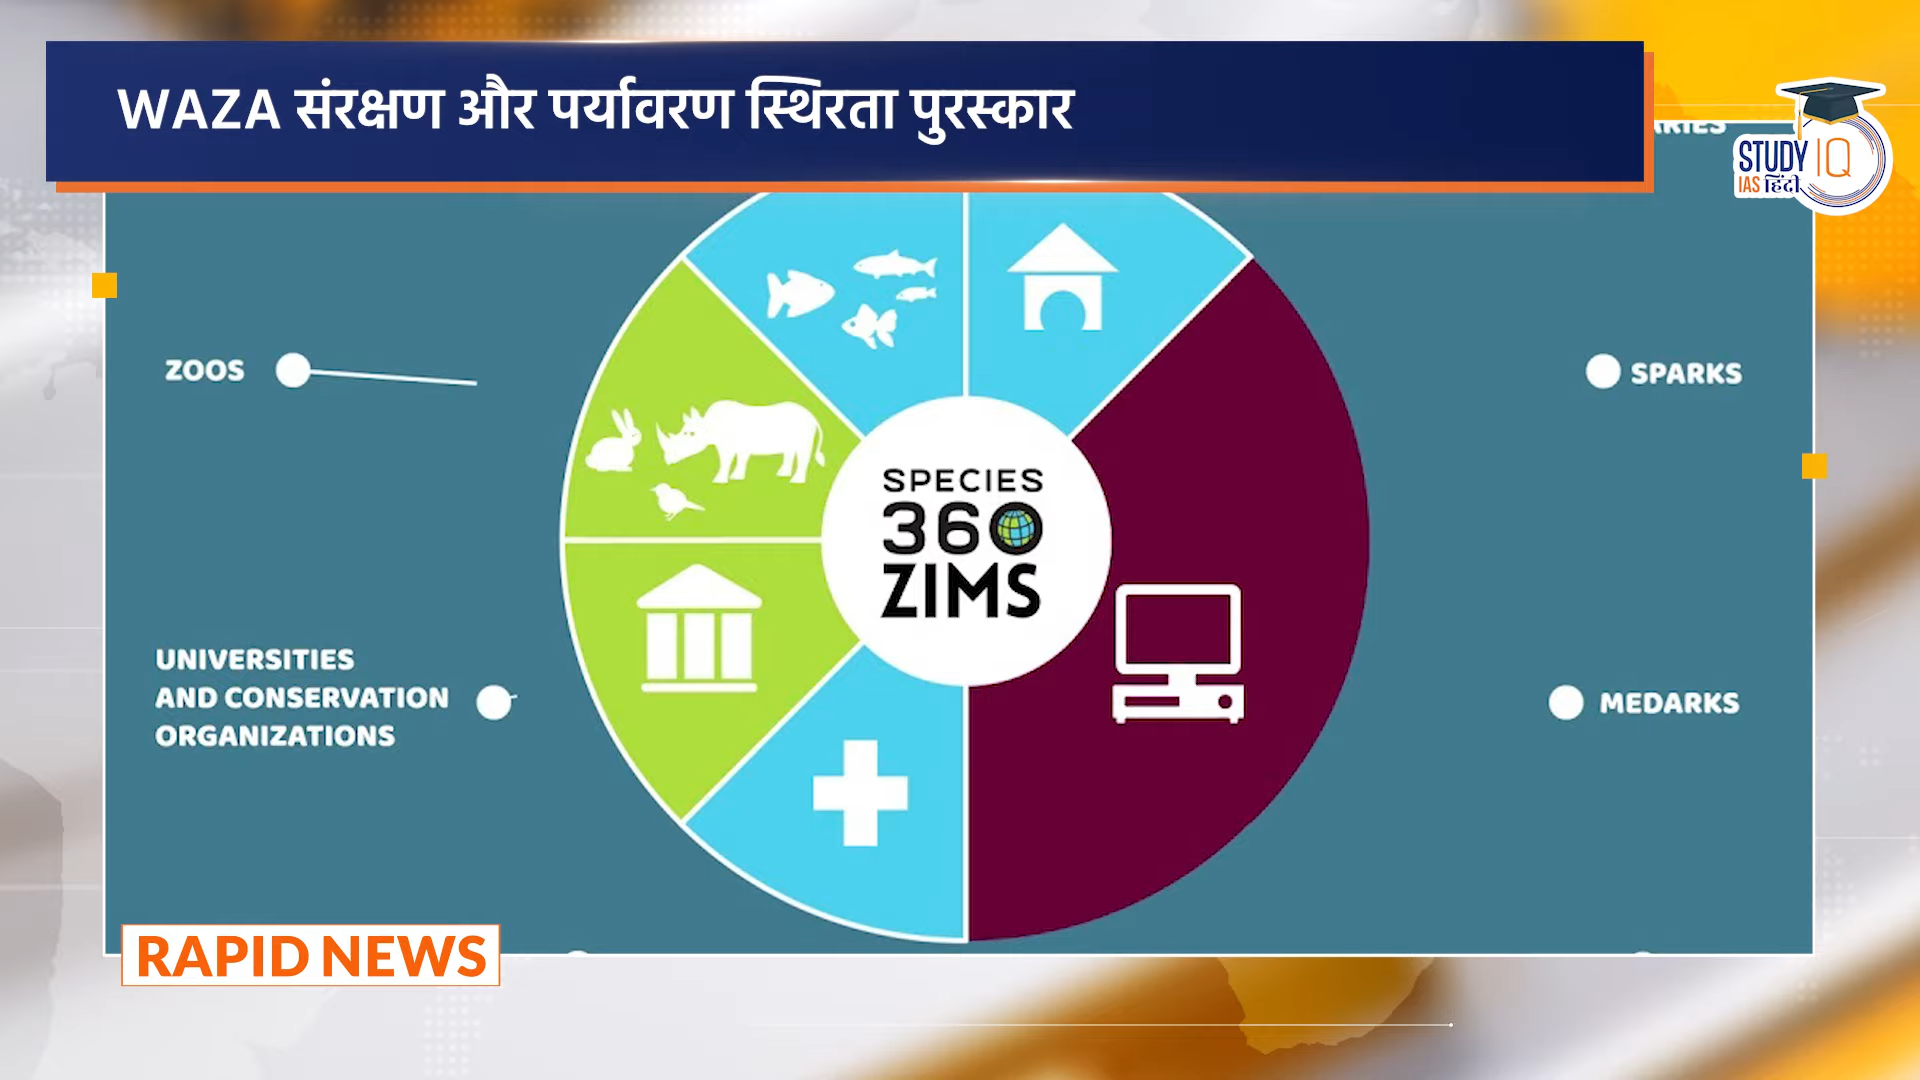 WAZA संरक्षण और पर्यावरण स्थिरता पुरस्कार
STUDY IQ
IAS हिंदी
ZOOS
SPARKS
SPECIES
360
ZIMS
UNIVERSITIES
AND CONSERVATION
ORGANIZATIONS
MEDARKS
RAPID NEWS